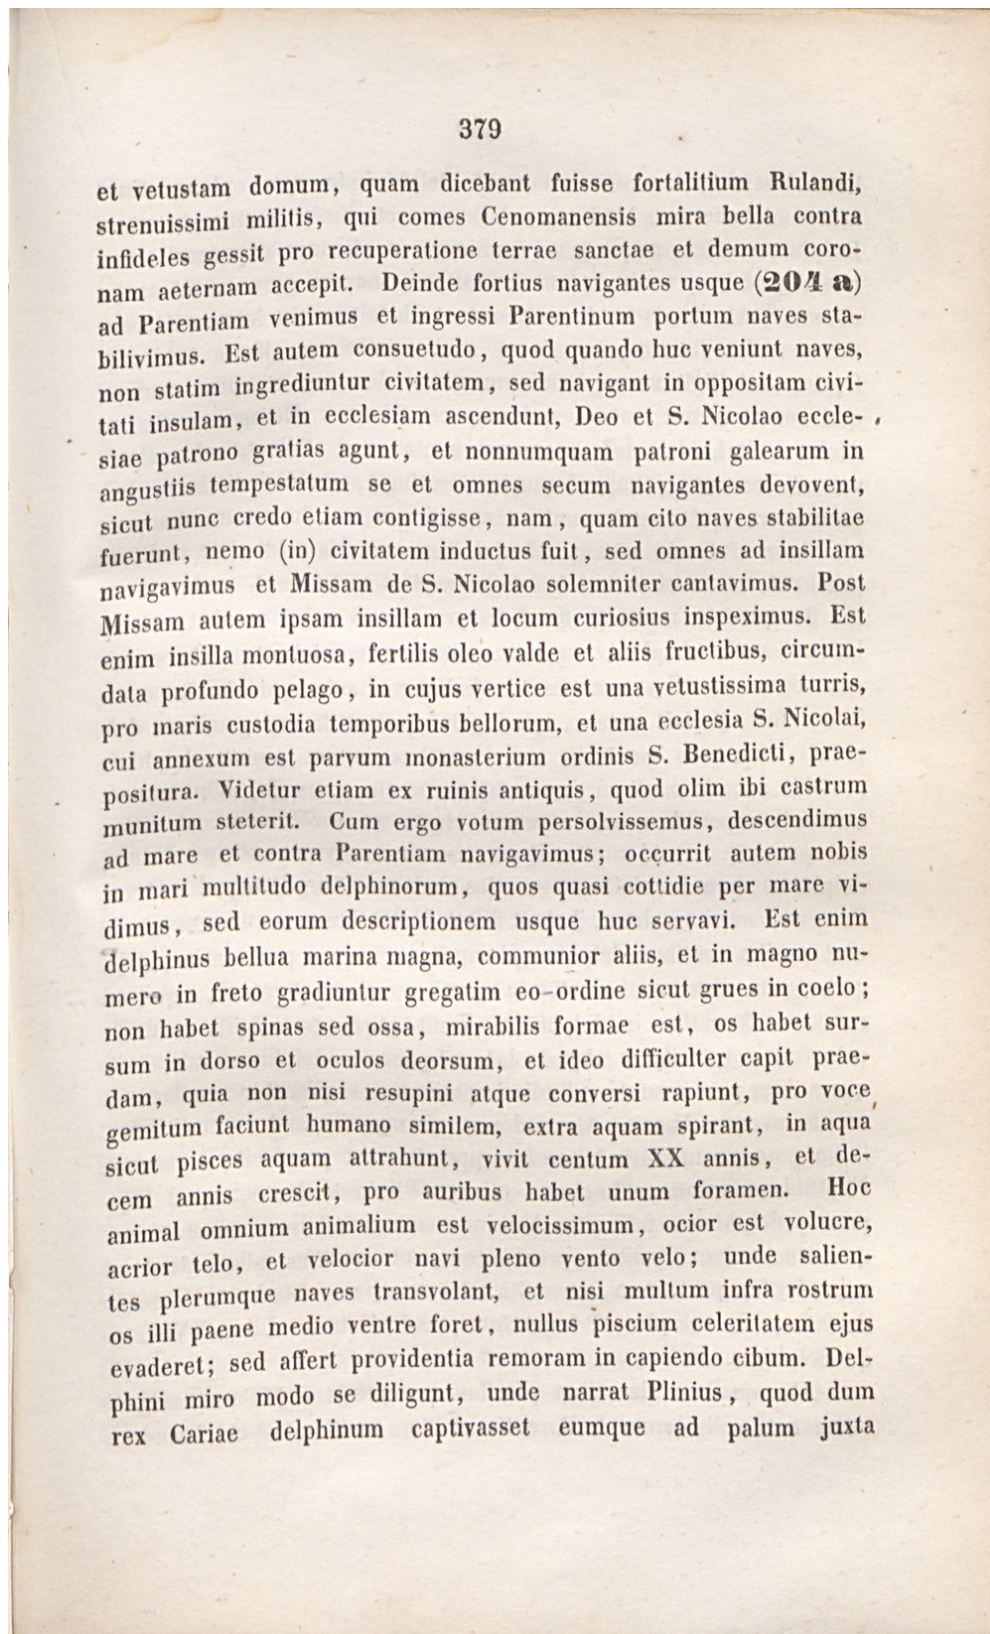 379
et vetustam domum, quam dicebant fuisse fortalitium Rulandi,
strenuissimi militis, qui comes Cenomanensis mira bella contra
infideles gessit pro recuperatione terrae sanctae et demum coro-
nam aeternam accepit. Deinde fortius navigantes usque (204 a)
ad Parentiam venimus et ingressi Parentinum portum naves sta-
bilivimus. Est autem consuetudo, quod quando huc veniunt naves,
non statim ingrediuntur civitatem, sed navigant in oppositam civi-
tati insulam, et in ecclesiam ascendunt, Deo et S. Nicolao eccle-
siae patrono gratias agunt, et nonnumquam patroni galearum in
angustiis tempestatum se et omnes secum navigantes devovent,
sicut nunc credo etiam contigisse, nam, quam cito naves stabilitae
fuerunt, nemo (in) civitatem inductus fuit, sed omnes ad insillam
navigavimus et Missam de S. Nicolao solemniter cantavimus. Post
Missam autem ipsam insillam et locum curiosius inspeximus. Est
enim insilla montuosa, fertilis oleo valde et aliis fructibus, circum-
data profundo pelago, in cujus vertice est una vetustissima turris,
pro maris custodia temporibus bellorum, et una ecclesia S. Nicolai,
cui annexum est parvum monasterium ordinis S. Benedicti, prae-
positura. Videtur etiam ex ruinis antiquis, quod olim ibi castrum
munitum steterit. Cum ergo votum persolvissemus, descendimus
ad mare et contra Parentiam navigavimus; occurrit autem nobis
in mari multitudo delphinorum, quos quasi cottidie per mare vi-
dimus, sed eorum descriptionem usque huc servavi. Est enim
delphinus bellua marina magna, communior aliis, et in magno nu-
mero in freto gradiuntur gregatim eo-ordine sicut grues in coelo;
non habet spinas sed ossa, mirabilis formae est, os habet sur-
sum in dorso et oculos deorsum, et ideo difficulter capit prae-
dam, quia non nisi resupini atque conversi rapiunt, pro voce
gemitum faciunt humano similem, extra aquam spirant, in aqua
sicut pisces aquam attrahunt, vivit centum XX annis, et de-
cem annis crescit, pro auribus habet unum foramen. Hoc
animal omnium animalium est velocissimum, ocior est volucre,
acrior telo, et velocior navi pleno vento velo; unde salien-
tes plerumque naves transvolant, et nisi multum infra rostrum
os illi paene medio ventre foret, nullus piscium celeritatem ejus
evaderet; sed affert providentia remoram in capiendo cibum. Del-
phini miro modo se diligunt, unde narrat Plinius, quod dum
rex Cariae delphinum captivasset eumque ad palum juxta